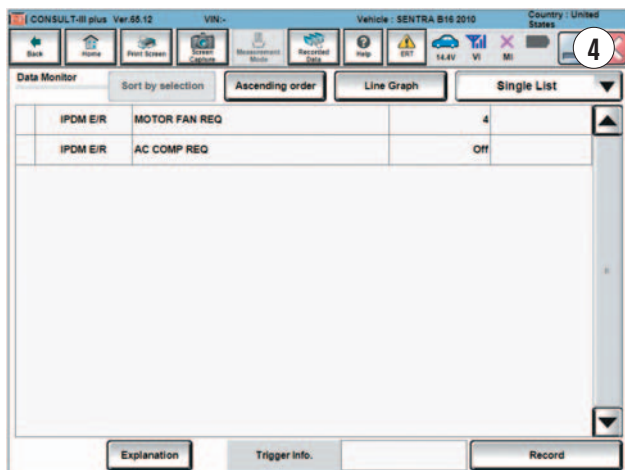 CONSULT-III plus Ver.65.12 VIN:- Vehicle : SENTRA B16 2010 Country : United States
Back Home Print Screen Screen Capture Measurement Mode Recorded Data Help ERT 14.4V VI MI 4
Data Monitor Sort by selection Ascending order Line Graph Single List
IPDM E/R MOTOR FAN REQ 4
IPDM E/R AC COMP REQ Off
Explanation Trigger Info. Record